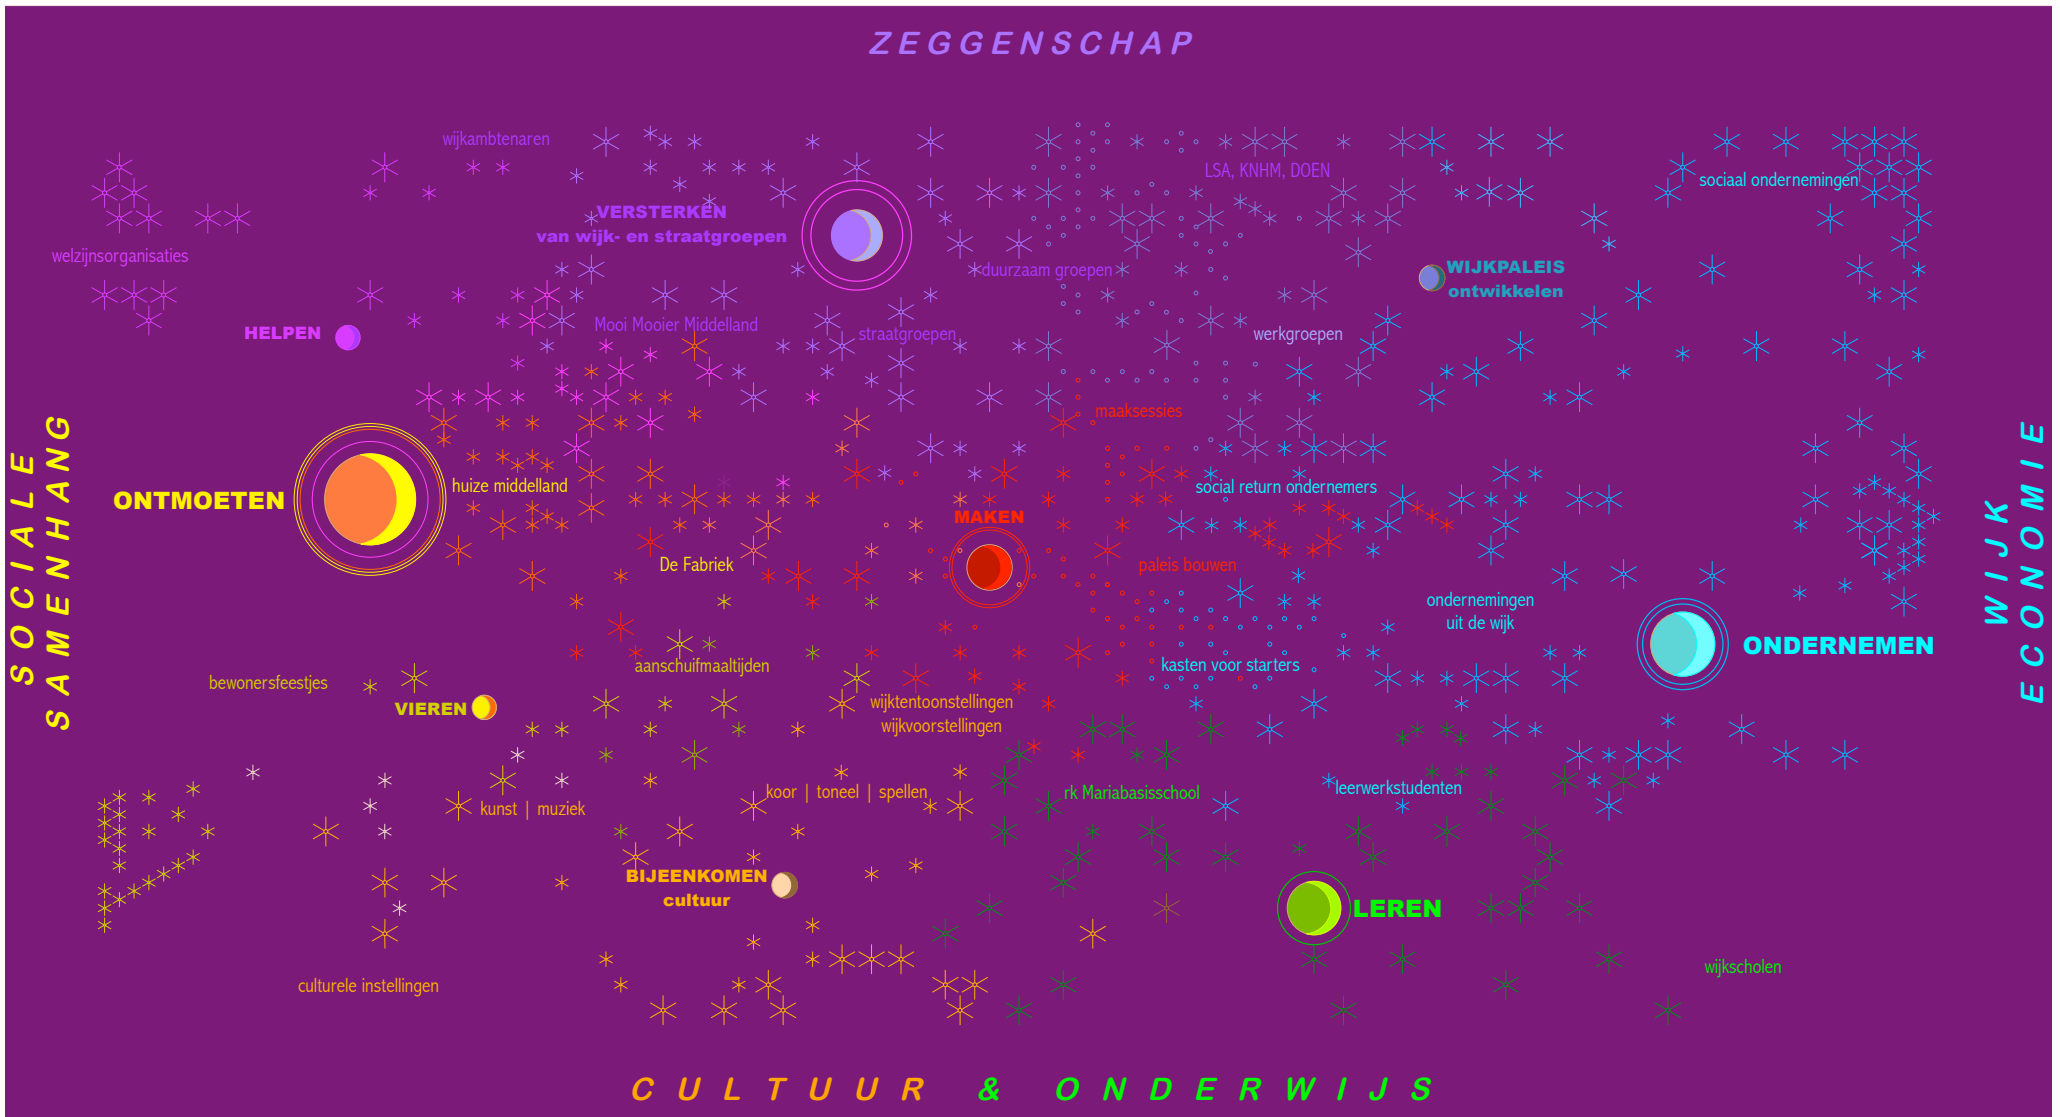 ZEGGENSCHAP
wijkambtenaren
LSA, KNHM, DOEN
sociaal ondernemingen
VERSTERKEN
van wijk- en straatgroepen
welzijnsorganisaties
duurzaam groepen
WIJKPALEIS
ontwikkelen
HELPEN
Mooi Mooier Middelland
straatgroepen
werkgroepen
maaksessies
SOCIALE
SAMENHANG
ONTMOETEN
huize middelland
social return ondernemers
MAKEN
WIJK
ECONOMIE
De Fabriek
paleis bouwen
ondernemingen
uit de wijk
ONDERNEMEN
aanschuifmaaltijden
kasten voor starters
bewonersfeestjes
VIEREN
wijktentoonstellingen
wijkvoorstellingen
koor | toneel | spellen
rk Mariabasisschool
leerwerkstudenten
kunst | muziek
BIJEENKOMEN
cultuur
LEREN
wijkscholen
culturele instellingen
CULTUUR & ONDERWIJS